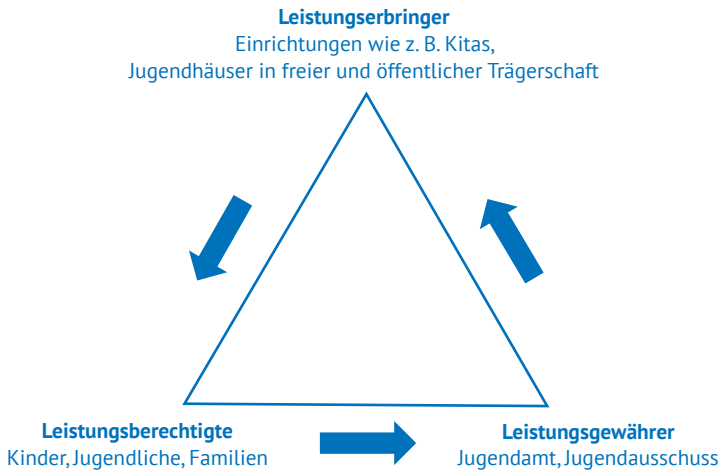 Leistungserbringer
Einrichtungen wie z. B. Kitas,
Jugendhäuser in freier und öffentlicher Trägerschaft
Leistungsberechtigte
Kinder, Jugendliche, Familien
Leistungsgewährer
Jugendamt, Jugendausschuss